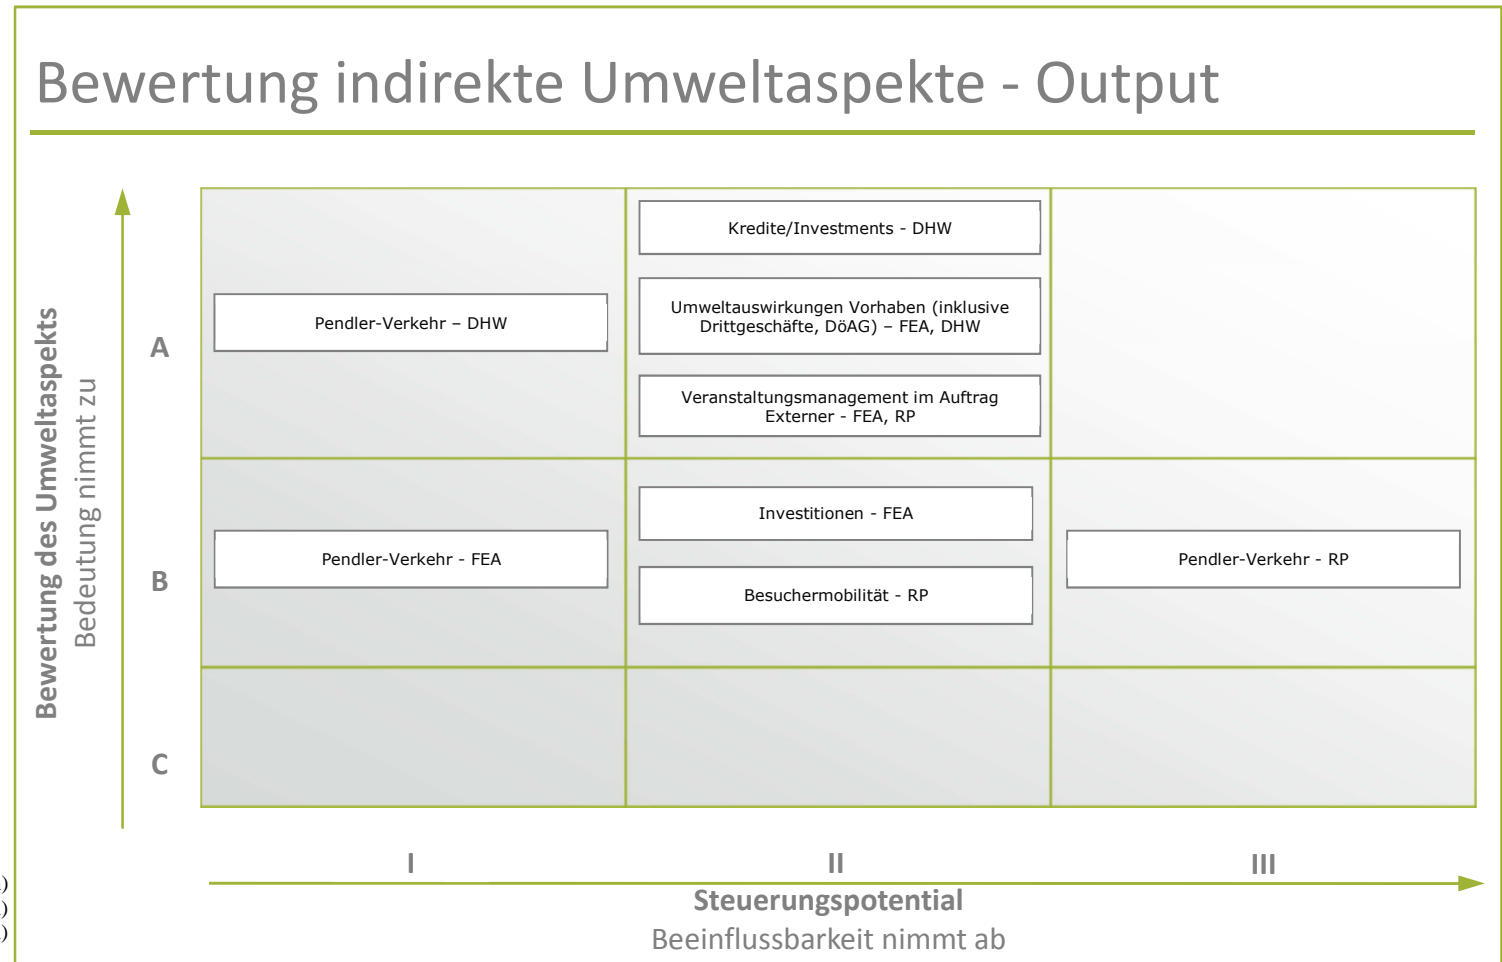 Bewertung indirekte Umweltaspekte - Output
Bewertung des Umweltaspekts
Bedeutung nimmt zu
A
B
C
Pendler-Verkehr – DHW
Kredite/Investments - DHW
Umweltauswirkungen Vorhaben (inklusive
Drittgeschäfte, DöAG) – FEA, DHW
Veranstaltungsmanagement im Auftrag
Externer - FEA, RP
Pendler-Verkehr - FEA
Investitionen - FEA
Besuchermobilität - RP
Pendler-Verkehr - RP
I
II
III
Steuerungspotential
Beeinflussbarkeit nimmt ab
)
)
)